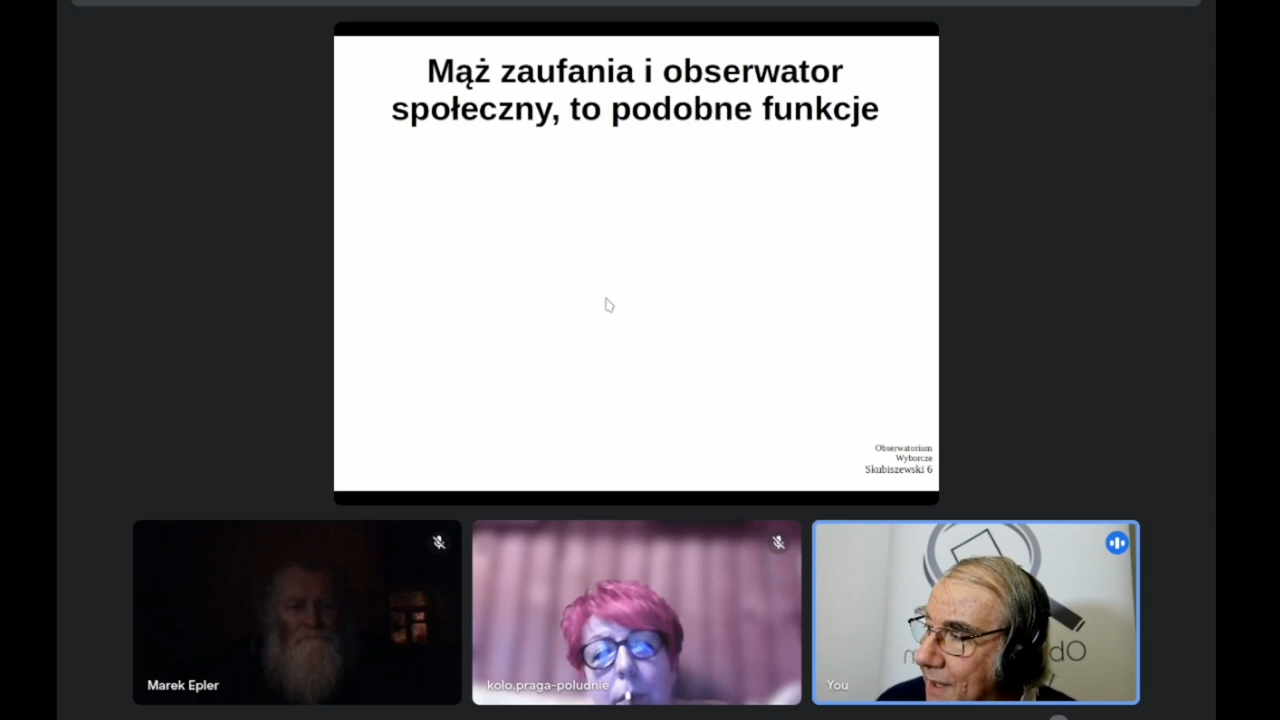 Mąż zaufania i obserwator
społeczny, to podobne funkcje
Obserwatorium
Wyborcze
Skubiszewski 6
Marek Epler
kolo.praga-poludnie
You